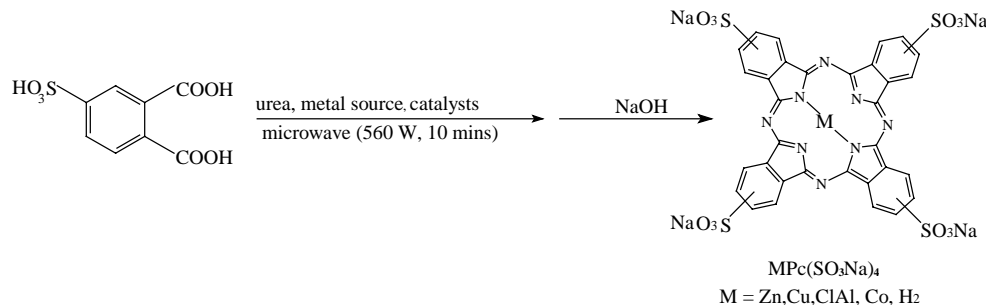 NaO₃S
SO₃Na
HO₃S
COOH
COOH
urea, metal source, catalysts
microwave (560 W, 10 mins)
NaOH
N
N
N
N
N
M
N
N
N
NaO₃S
SO₃Na
MPc(SO₃Na)₄
M = Zn,Cu,ClAl, Co, H₂